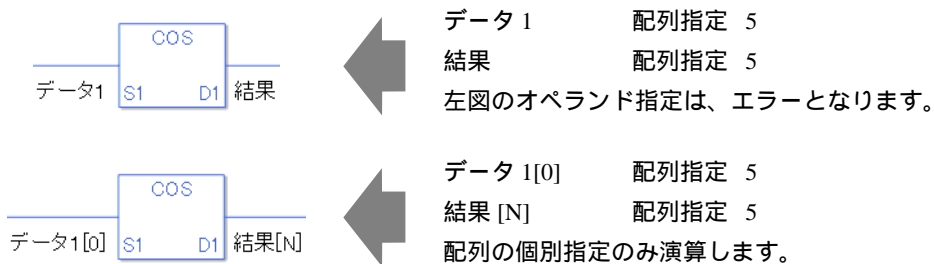 COS
データ1 S1 D1 結果
データ1 配列指定 5
結果 配列指定 5
左図のオペランド指定は、エラーとなります。
COS
データ1[0] S1 D1 結果[N]
データ1[0] 配列指定 5
結果 [N] 配列指定 5
配列の個別指定のみ演算します。